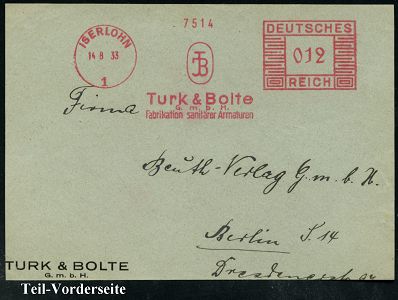 7514
ISERLOHN
14 8 33
1
JB
DEUTSCHES
012
REICH
Turk & Bolte
G. m. b. H.
Fabrikation sanitärer Armaturen
Firma
Beuth-Verlag G. m. b. H.
Berlin S. 14
TURK & BOLTE
G. m. b. H.
Teil-Vorderseite